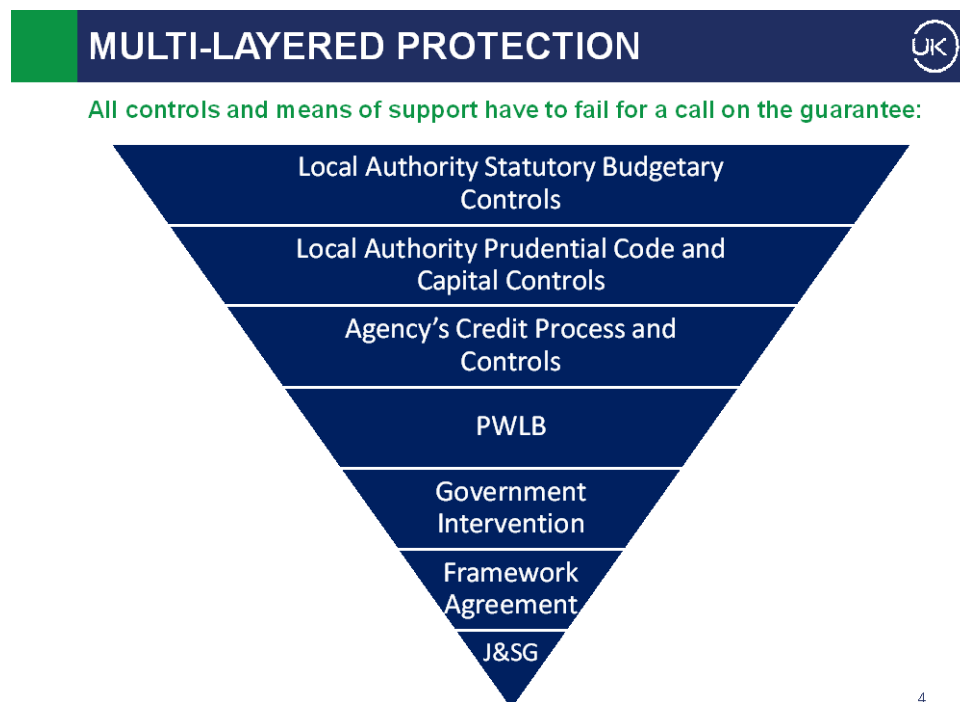 MULTI-LAYERED PROTECTION
UK
All controls and means of support have to fail for a call on the guarantee:
Local Authority Statutory Budgetary
Controls
Local Authority Prudential Code and
Capital Controls
Agency’s Credit Process and
Controls
PWLB
Government
Intervention
Framework
Agreement
J&SG
4